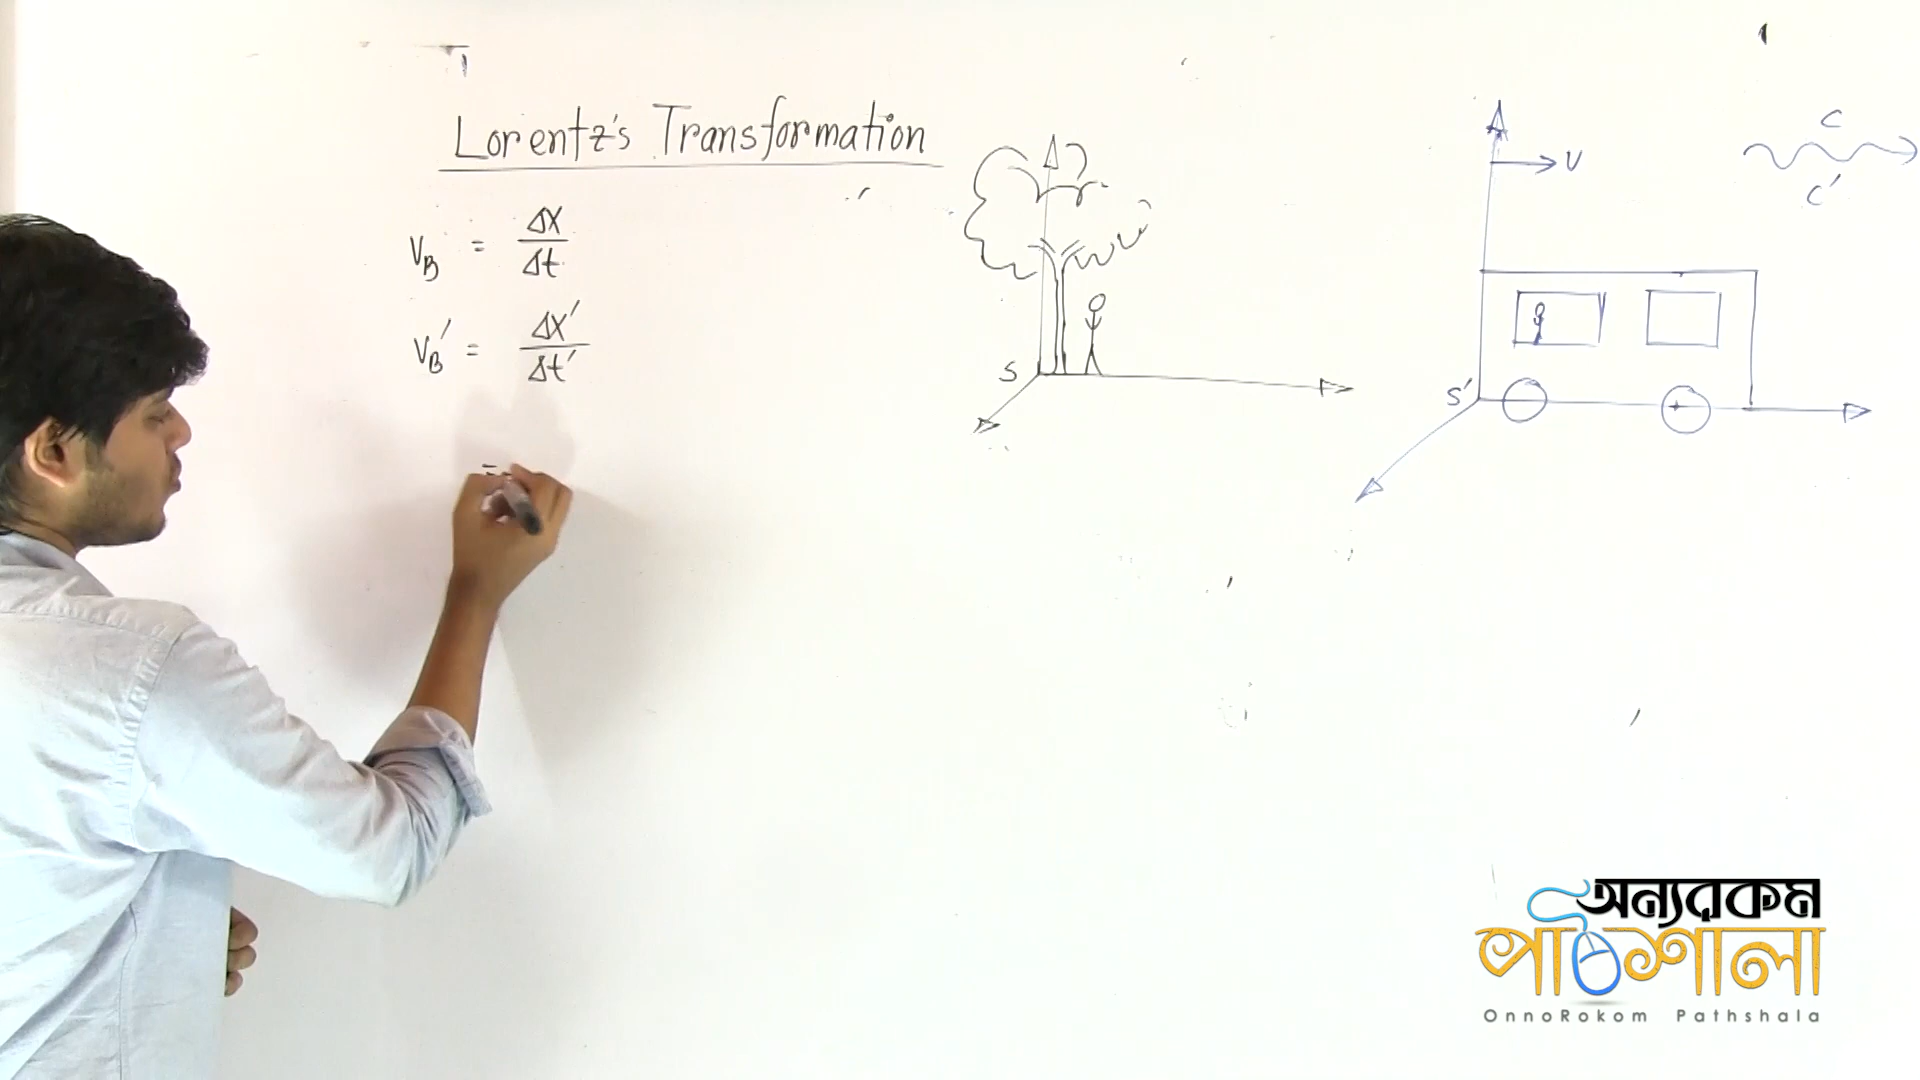 Lorentz's Transformation
V_B = Δx/Δt
V_B' = Δx'/Δt'
=
S
V
S'
C
C'
অন্যরকম
পাঠশালা
OnnoRokom Pathshala